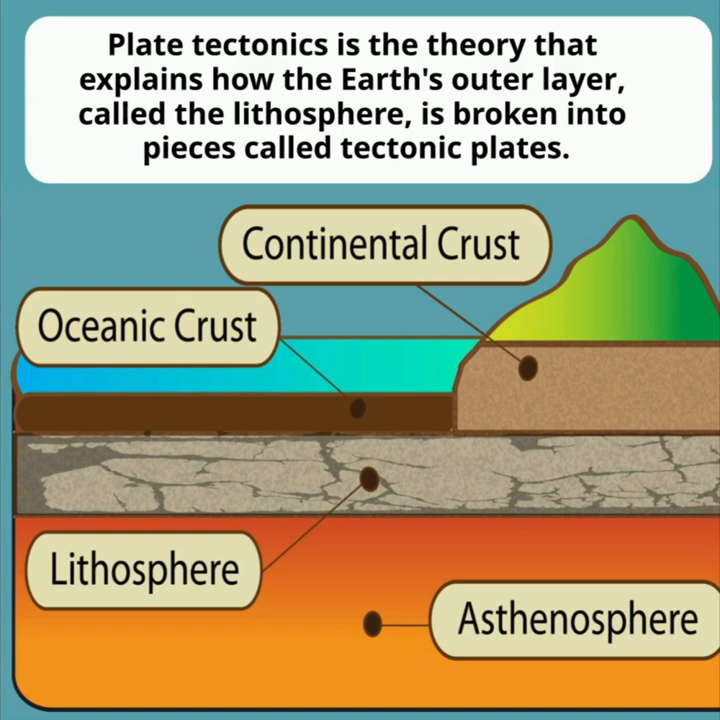 Plate tectonics is the theory that
explains how the Earth's outer layer,
called the lithosphere, is broken into
pieces called tectonic plates.
Continental Crust
Oceanic Crust
Lithosphere
Asthenosphere